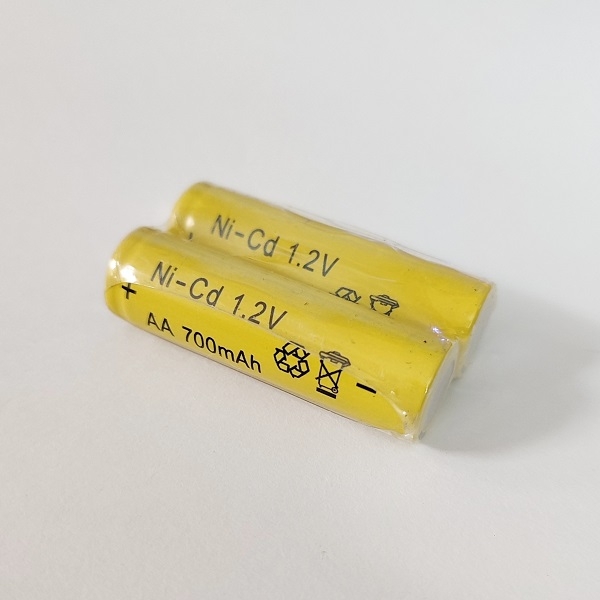 Ni-Cd 1.2V
+
Ni-Cd 1.2V
AA 700mAh
-